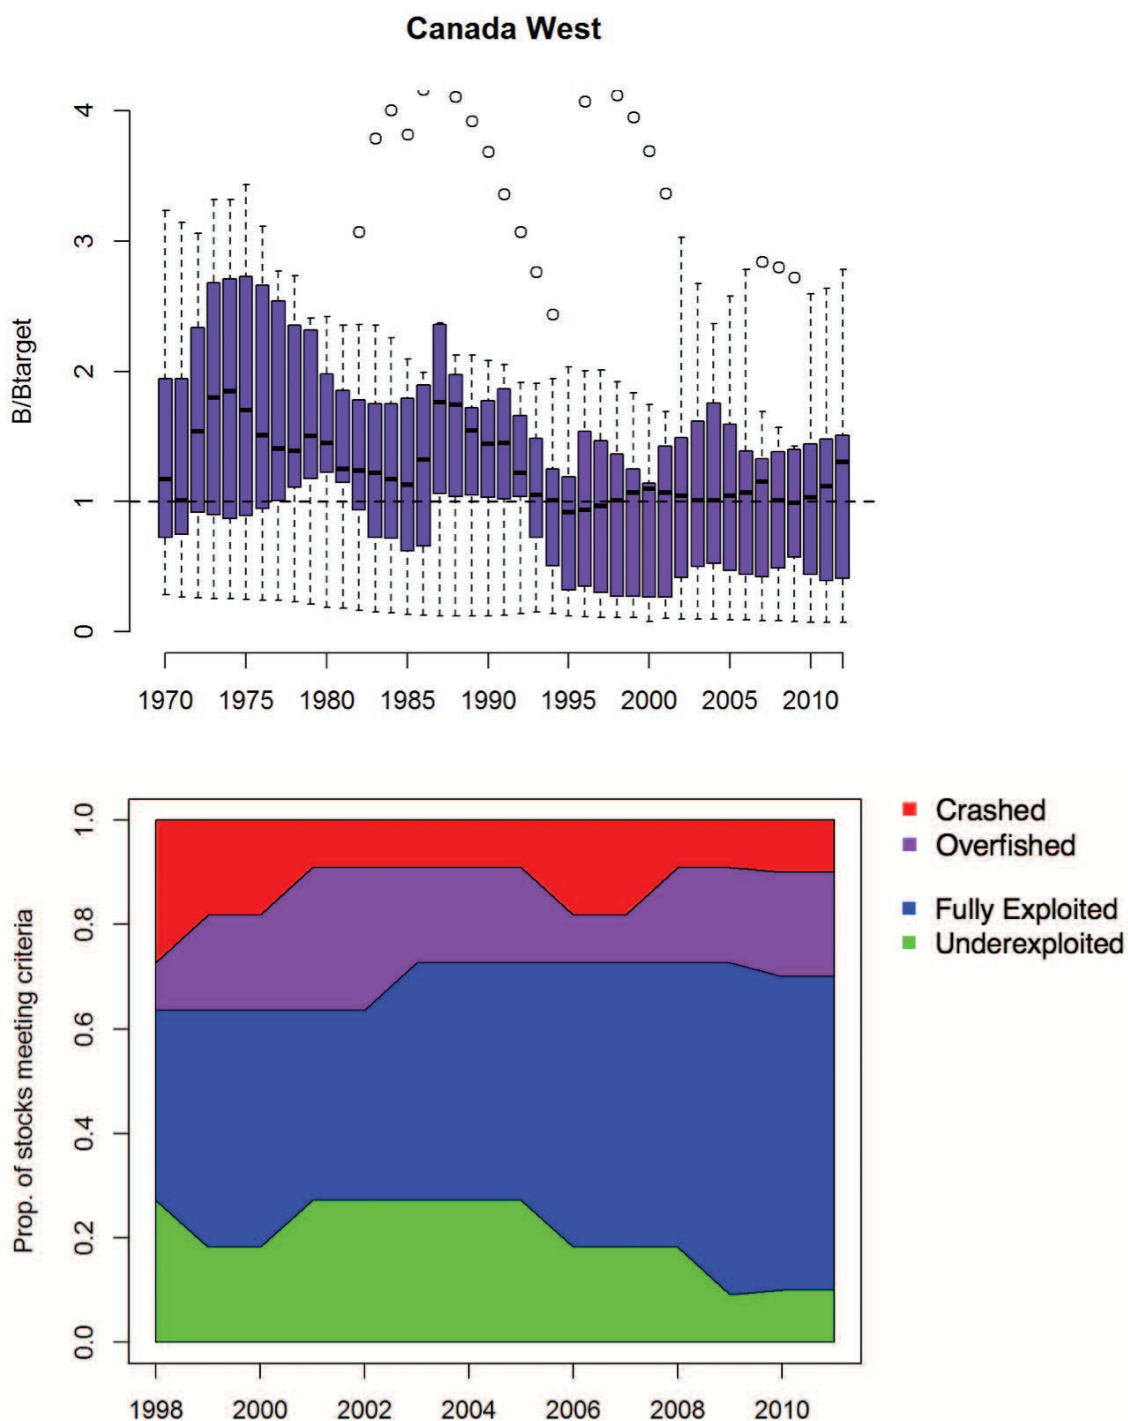 Canada West
4
3
2
1
0
B/Btarget
1970 1975 1980 1985 1990 1995 2000 2005 2010
1.0
0.8
0.6
0.4
0.2
0.0
Prop. of stocks meeting criteria
1998 2000 2002 2004 2006 2008 2010
Crashed
Overfished
Fully Exploited
Underexploited